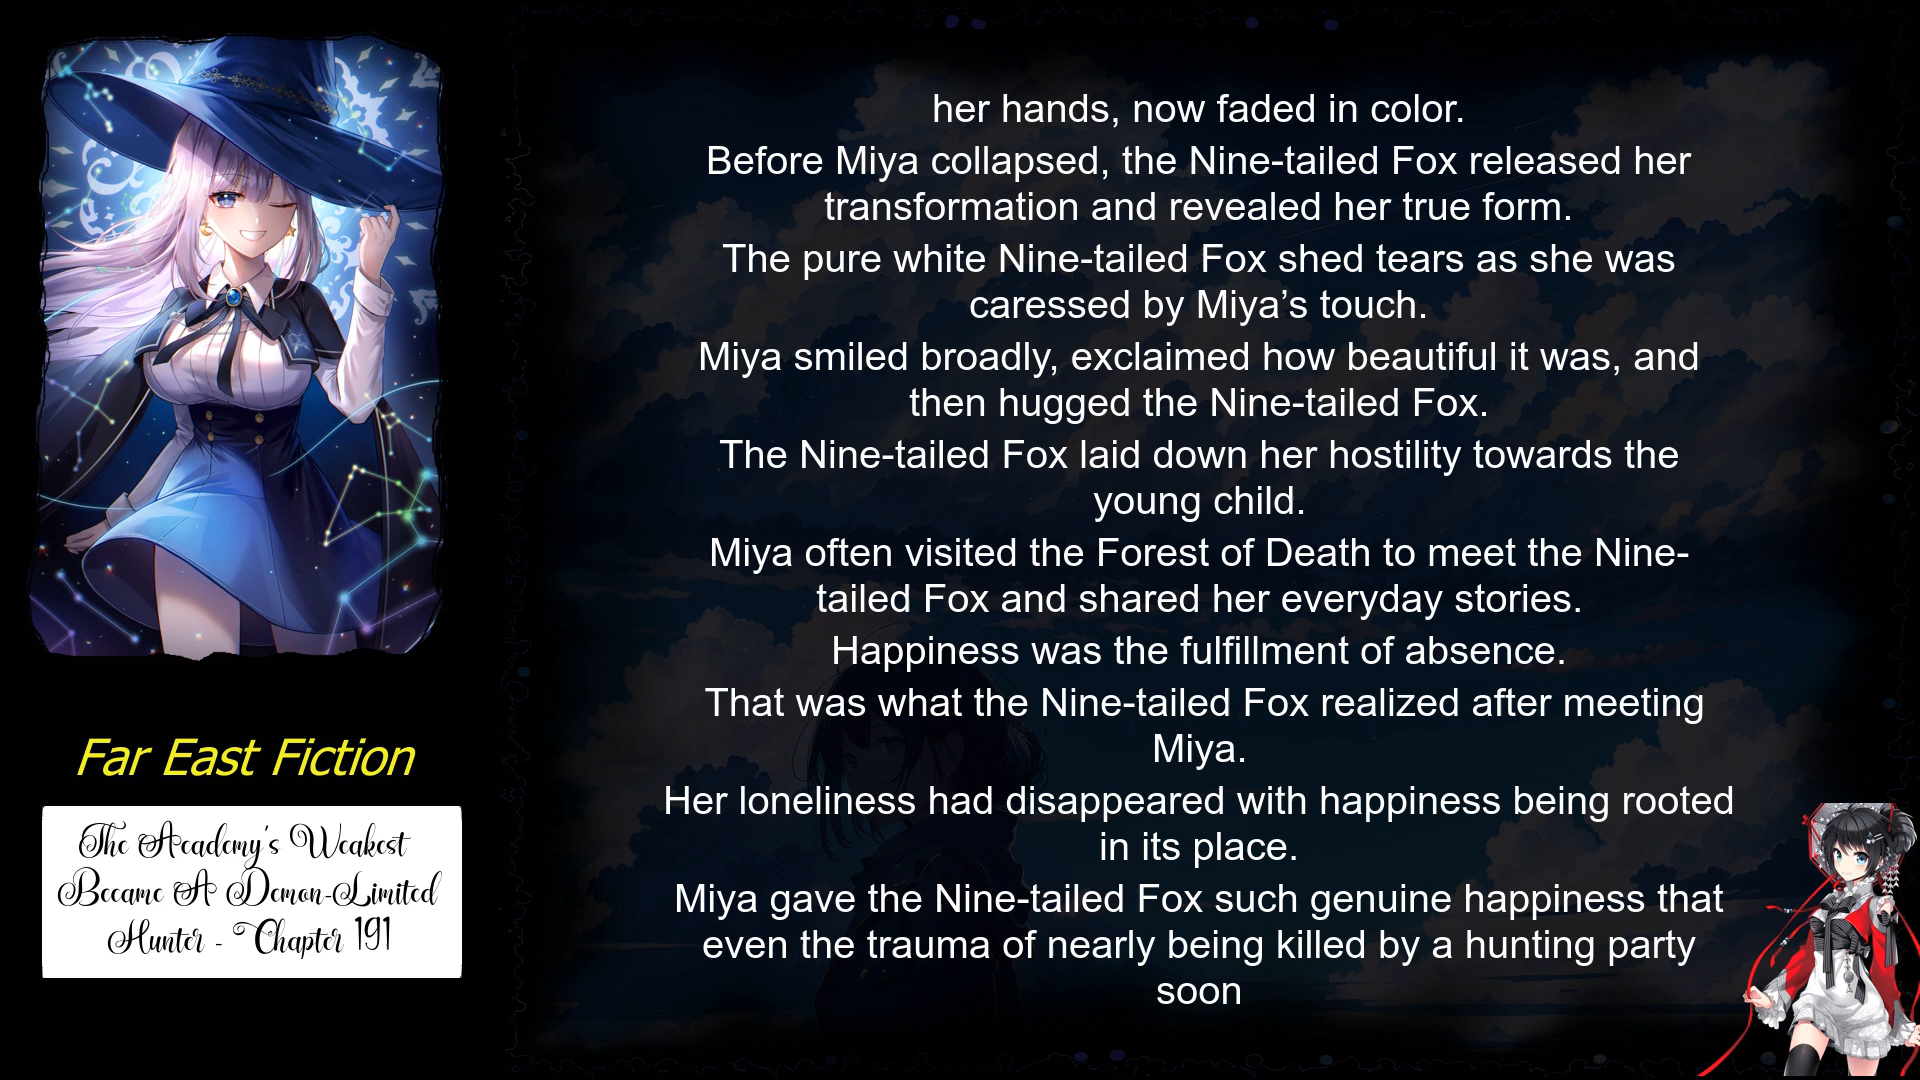 her hands, now faded in color.
Before Miya collapsed, the Nine-tailed Fox released her
transformation and revealed her true form.
The pure white Nine-tailed Fox shed tears as she was
caressed by Miya’s touch.
Miya smiled broadly, exclaimed how beautiful it was, and
then hugged the Nine-tailed Fox.
The Nine-tailed Fox laid down her hostility towards the
young child.
Miya often visited the Forest of Death to meet the Nine-
tailed Fox and shared her everyday stories.
Happiness was the fulfillment of absence.
That was what the Nine-tailed Fox realized after meeting
Miya.
Her loneliness had disappeared with happiness being rooted
in its place.
Miya gave the Nine-tailed Fox such genuine happiness that
even the trauma of nearly being killed by a hunting party
soon
Far East Fiction
The Academy's Weakest
Became A Demon-Limited
Hunter - Chapter 191